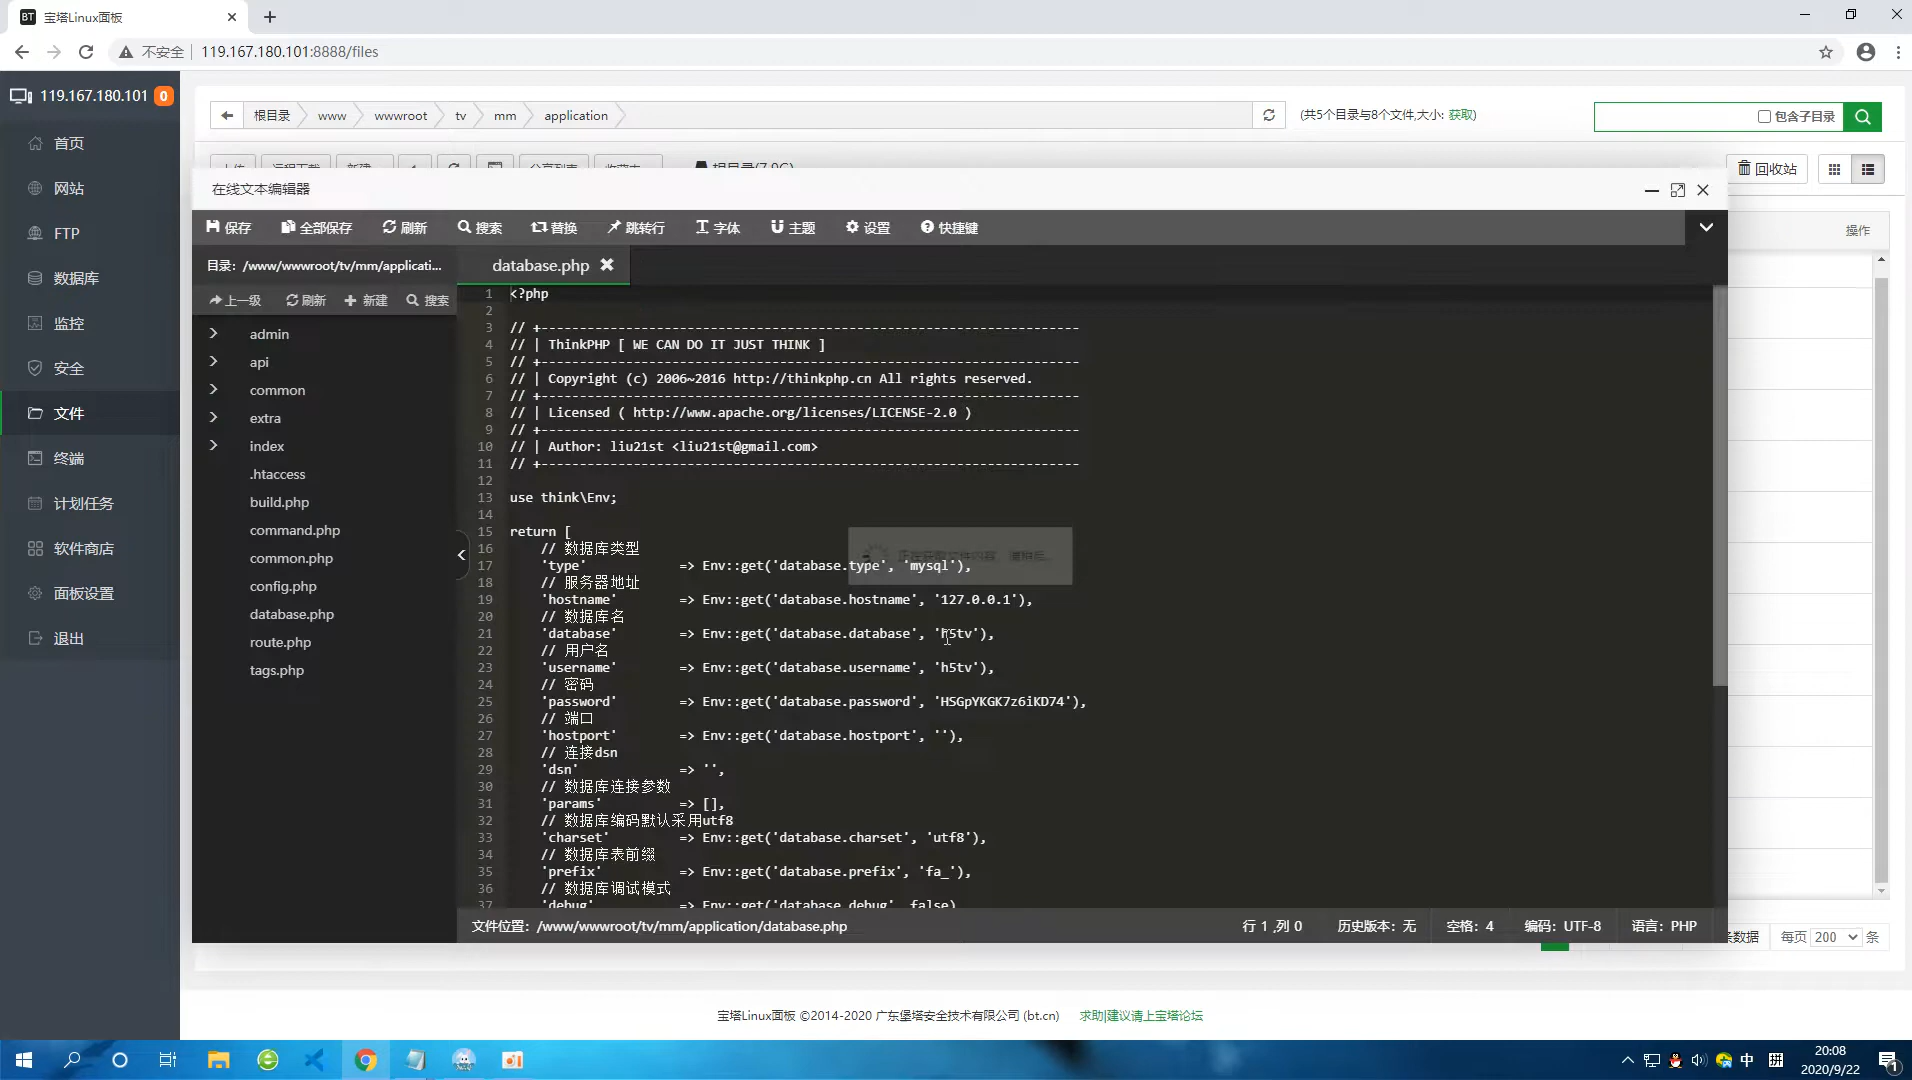 宝塔Linux面板
不安全 119.167.180.101:8888/files
119.167.180.101 0
首页
网站
FTP
数据库
监控
安全
文件
终端
计划任务
软件商店
面板设置
退出
根目录 www wwwroot tv mm application
(共5个目录与8个文件,大小: 获取)
包含子目录
回收站
操作
在线文本编辑器
保存 全部保存 刷新 搜索 替换 跳转行 字体 主题 设置 快捷键
目录: /www/wwwroot/tv/mm/applicati...
database.php
上一级 刷新 新建 搜索
admin
api
common
extra
index
.htaccess
build.php
command.php
common.php
config.php
database.php
route.php
tags.php
1 <?php
2
3 // +----------------------------------------------------------------------
4 // | ThinkPHP [ WE CAN DO IT JUST THINK ]
5 // +----------------------------------------------------------------------
6 // | Copyright (c) 2006~2016 http://thinkphp.cn All rights reserved.
7 // +----------------------------------------------------------------------
8 // | Licensed ( http://www.apache.org/licenses/LICENSE-2.0 )
9 // +----------------------------------------------------------------------
10 // | Author: liu21st <liu21st@gmail.com>
11 // +----------------------------------------------------------------------
12
13 use think\Env;
14
15 return [
16 // 数据库类型
17 'type' => Env::get('database.type', 'mysql'),
18 // 服务器地址
19 'hostname' => Env::get('database.hostname', '127.0.0.1'),
20 // 数据库名
21 'database' => Env::get('database.database', 'h5tv'),
22 // 用户名
23 'username' => Env::get('database.username', 'h5tv'),
24 // 密码
25 'password' => Env::get('database.password', 'HSGpYKGK7z6iKD74'),
26 // 端口
27 'hostport' => Env::get('database.hostport', ''),
28 // 连接dsn
29 'dsn' => '',
30 // 数据库连接参数
31 'params' => [],
32 // 数据库编码默认采用utf8
33 'charset' => Env::get('database.charset', 'utf8'),
34 // 数据库表前缀
35 'prefix' => Env::get('database.prefix', 'fa_'),
36 // 数据库调试模式
37 'debug' => Env::get('database.debug', false)
文件位置: /www/wwwroot/tv/mm/application/database.php 行 1 ,列 0 历史版本: 无 空格: 4 编码: UTF-8 语言: PHP
条数据 每页 200 条
宝塔Linux面板 ©2014-2020 广东堡塔安全技术有限公司 (bt.cn) 求助|建议请上宝塔论坛
中
20:08
2020/9/22
1